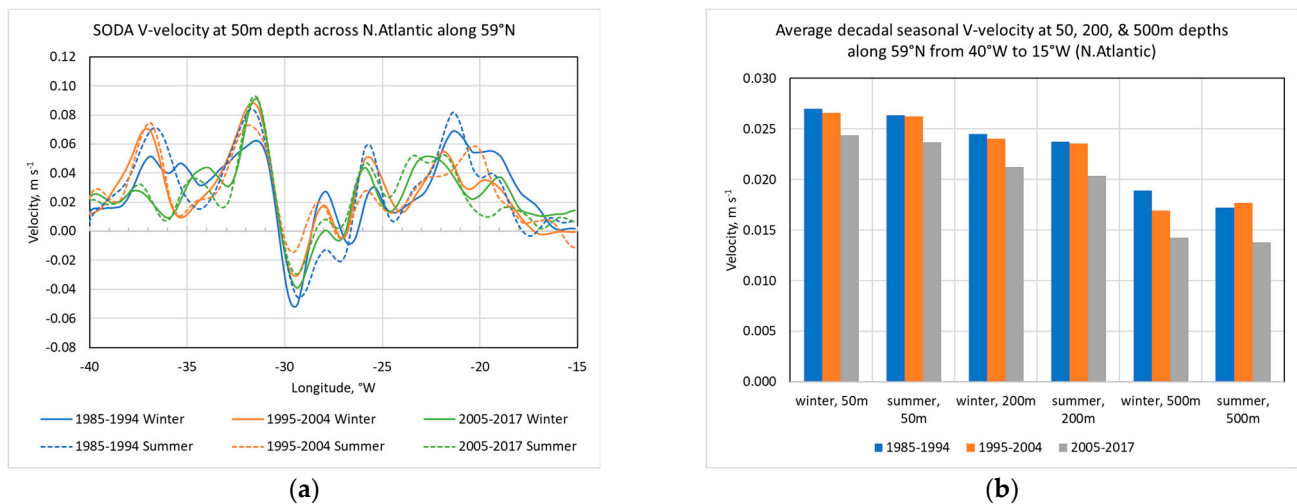 SODA V-velocity at 50m depth across N.Atlantic along 59°N
0.12
0.10
0.08
0.06
0.04
0.02
0.00
-0.02
-0.04
-0.06
-0.08
Velocity, m s⁻¹
-40
-35
-30
-25
-20
-15
Longitude, °W
1985-1994 Winter
1995-2004 Winter
2005-2017 Winter
1985-1994 Summer
1995-2004 Summer
2005-2017 Summer
(a)
Average decadal seasonal V-velocity at 50, 200, & 500m depths
along 59°N from 40°W to 15°W (N.Atlantic)
0.030
0.025
0.020
0.015
0.010
0.005
0.000
Velocity, m s⁻¹
winter, 50m
summer,
50m
winter, 200m
summer,
200m
winter, 500m
summer,
500m
1985-1994
1995-2004
2005-2017
(b)